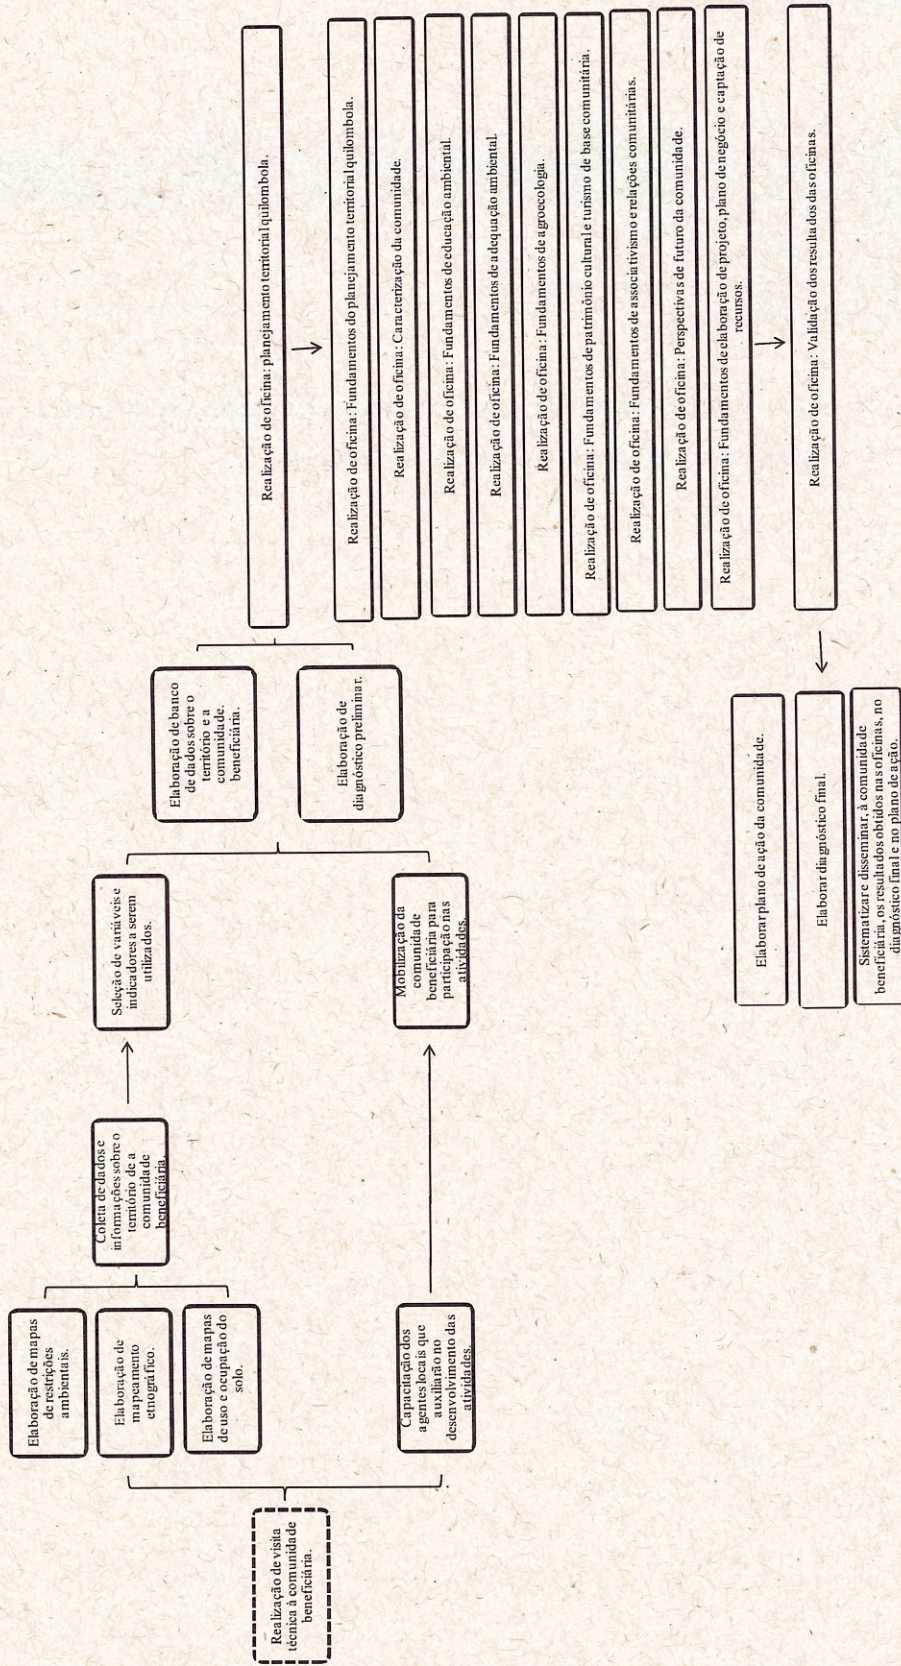 Realização de visita
técnica à comunidade
beneficiária.
Elaboração de mapas
de restrições
ambientais.
Elaboração de
mapeamento
etnográfico.
Elaboração de mapas
de uso e ocupação do
solo.
Capacitação dos
agentes locais que
auxiliarão no
desenvolvimento das
atividades.
Coleta de dados e
informações sobre o
território de a
comunidade
beneficiária.
Seleção de variáveis e
indicadores a serem
utilizados.
Mobilização da
comunidade
beneficiária para
participação nas
atividades.
Elaboração de banco
de dados sobre o
território e a
comunidade.
beneficiária.
Elaboração de
diagnóstico preliminar.
Realização de oficina: planejamento territorial quilombola.
Realização de oficina: Fundamentos do planejamento territorial quilombola.
Realização de oficina: Caracterização da comunidade.
Realização de oficina: Fundamentos de educação ambiental.
Realização de oficina: Fundamentos de adequação ambiental.
Realização de oficina: Fundamentos de agroecologia.
Realização de oficina: Fundamentos de patrimônio cultural e turismo de base comunitária.
Realização de oficina: Fundamentos de associativismo e relações comunitárias.
Realização de oficina: Perspectivas de futuro da comunidade.
Realização de oficina: Fundamentos de elaboração de projeto, plano de negócio e captação de
recursos.
Realização de oficina: Validação dos resultados das oficinas.
Elaborar plano de ação da comunidade.
Elaborar diagnóstico final.
Sistematizar e disseminar, à comunidade
beneficiária, os resultados obtidos nas oficinas, no
diagnóstico final e no plano de ação.